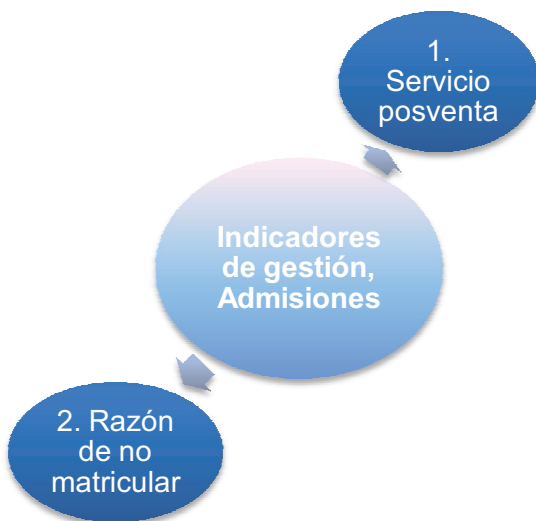 1.
Servicio
posventa
Indicadores
de gestión,
Admisiones
2. Razón
de no
matricular